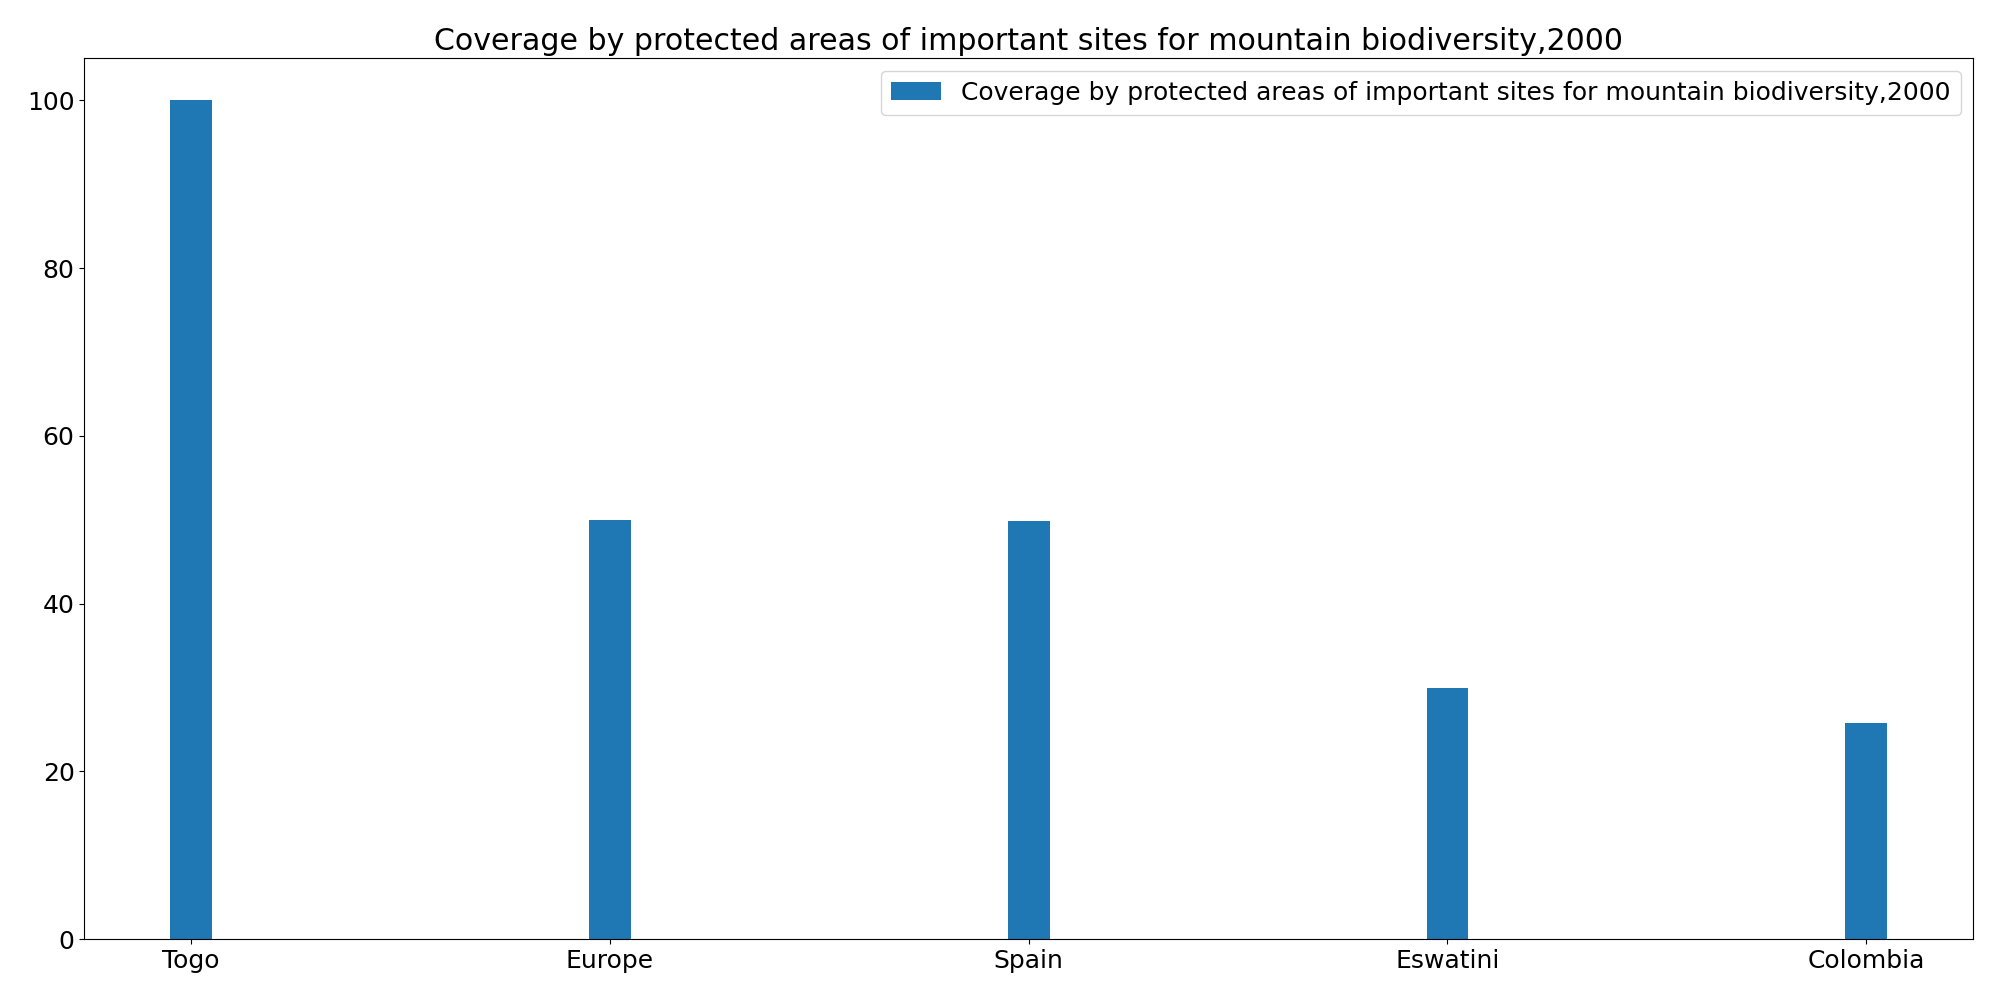 Coverage by protected areas of important sites for mountain biodiversity,2000
Coverage by protected areas of important sites for mountain biodiversity,2000
100
80
60
40
20
0
Togo Europe Spain Eswatini Colombia